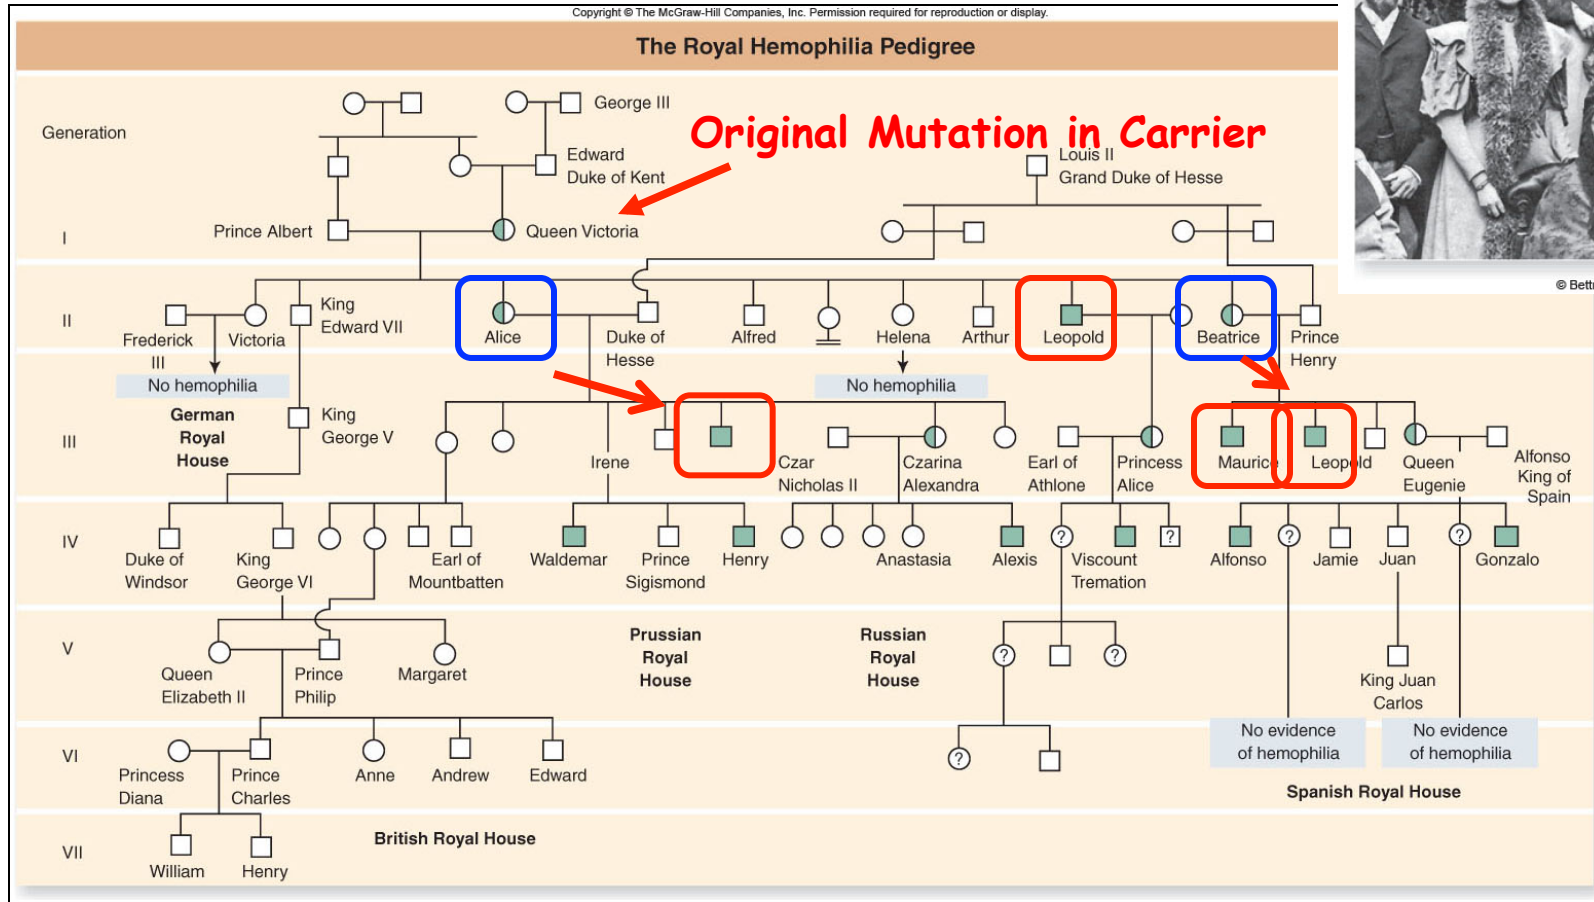 Copyright © The McGraw-Hill Companies, Inc. Permission required for reproduction or display.
The Royal Hemophilia Pedigree
George III
Generation
Original Mutation in Carrier
Edward
Duke of Kent
Louis II
Grand Duke of Hesse
I
Prince Albert
Queen Victoria
© Bett
II
Frederick
III
Victoria
King
Edward VII
Alice
Duke of
Hesse
Alfred
Helena
Arthur
Leopold
Beatrice
Prince
Henry
No hemophilia
No hemophilia
German
Royal
House
III
King
George V
Irene
Czar
Nicholas II
Czarina
Alexandra
Earl of
Athlone
Princess
Alice
Maurice
Leopold
Queen
Eugenie
Alfonso
King of
Spain
IV
Duke of
Windsor
King
George VI
Earl of
Mountbatten
Waldemar
Prince
Sigismond
Henry
Anastasia
Alexis
?
Viscount
Tremation
?
Alfonso
?
Jamie
Juan
?
Gonzalo
V
Queen
Elizabeth II
Prince
Philip
Margaret
Prussian
Royal
House
Russian
Royal
House
?
?
King Juan
Carlos
VI
Princess
Diana
Prince
Charles
Anne
Andrew
Edward
?
No evidence
of hemophilia
No evidence
of hemophilia
Spanish Royal House
VII
William
Henry
British Royal House